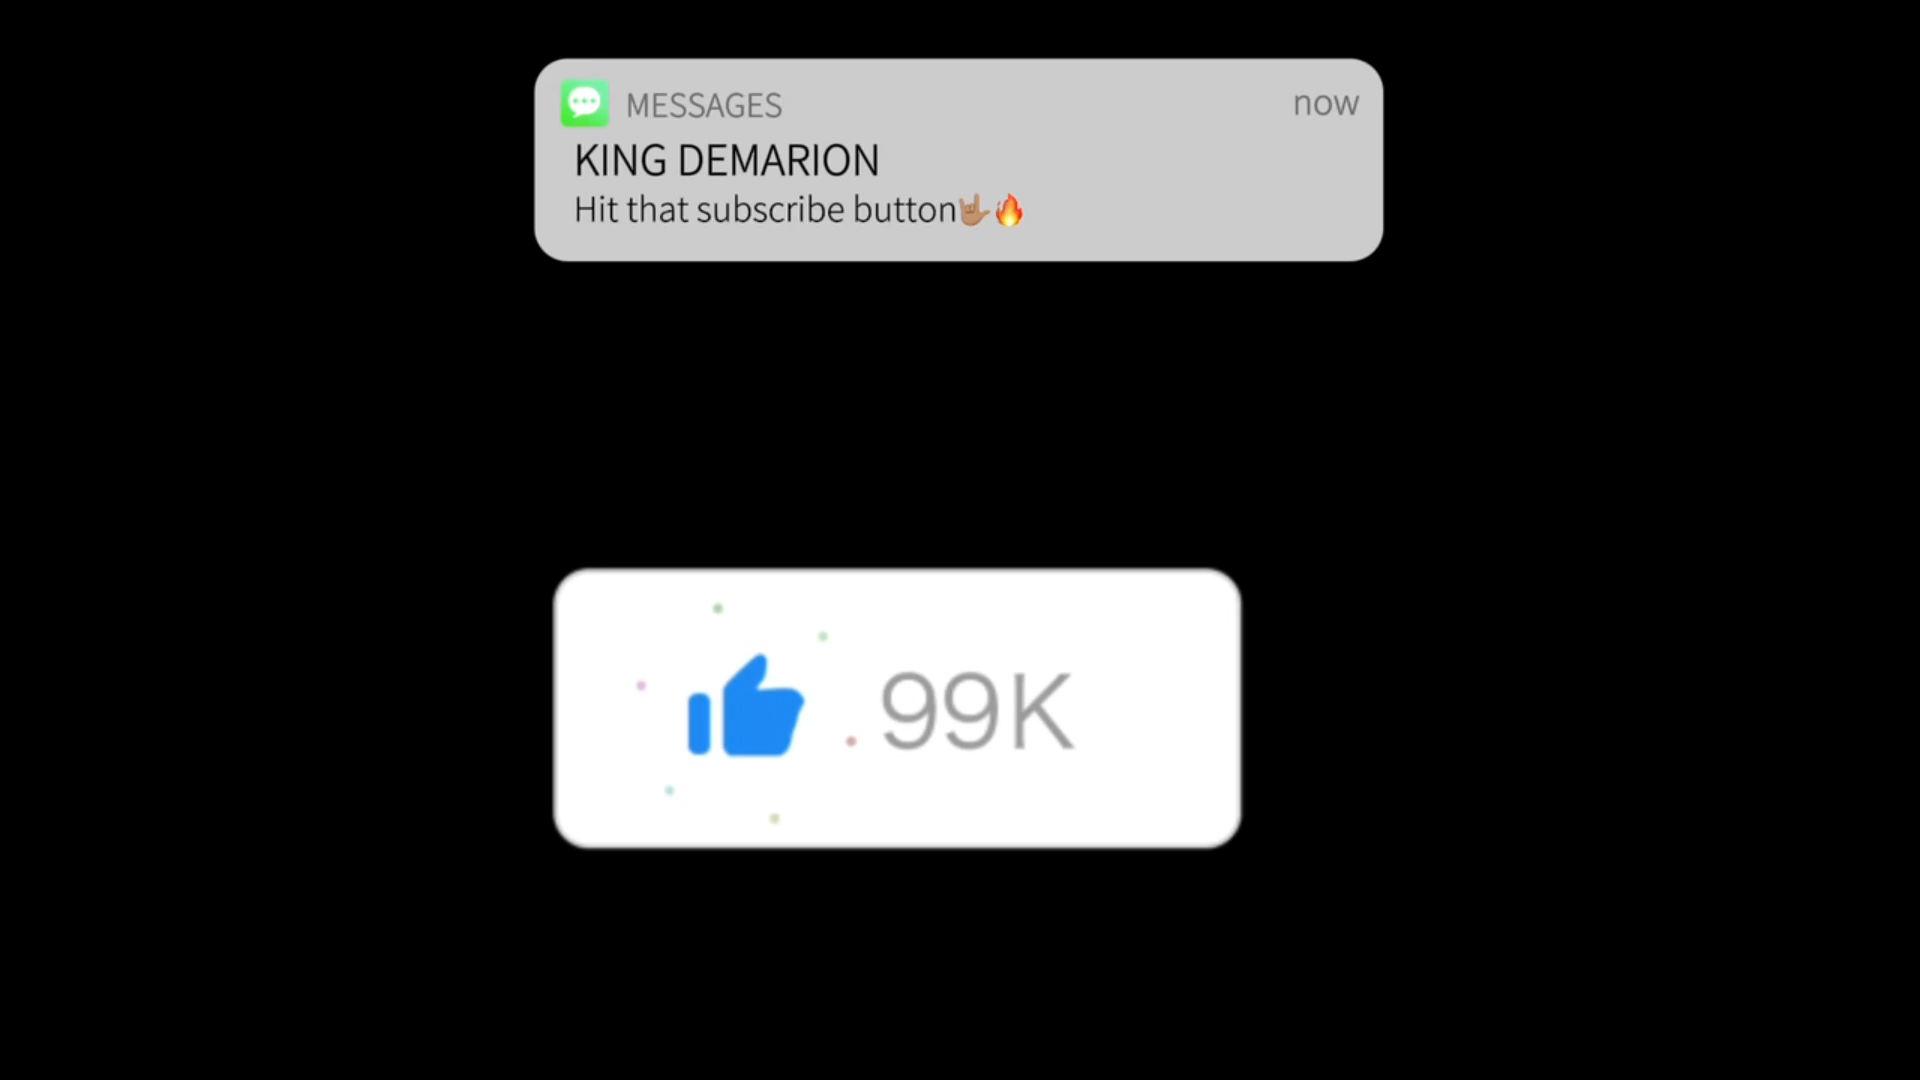 MESSAGES now
KING DEMARION
Hit that subscribe button🤟🏽🔥
99K